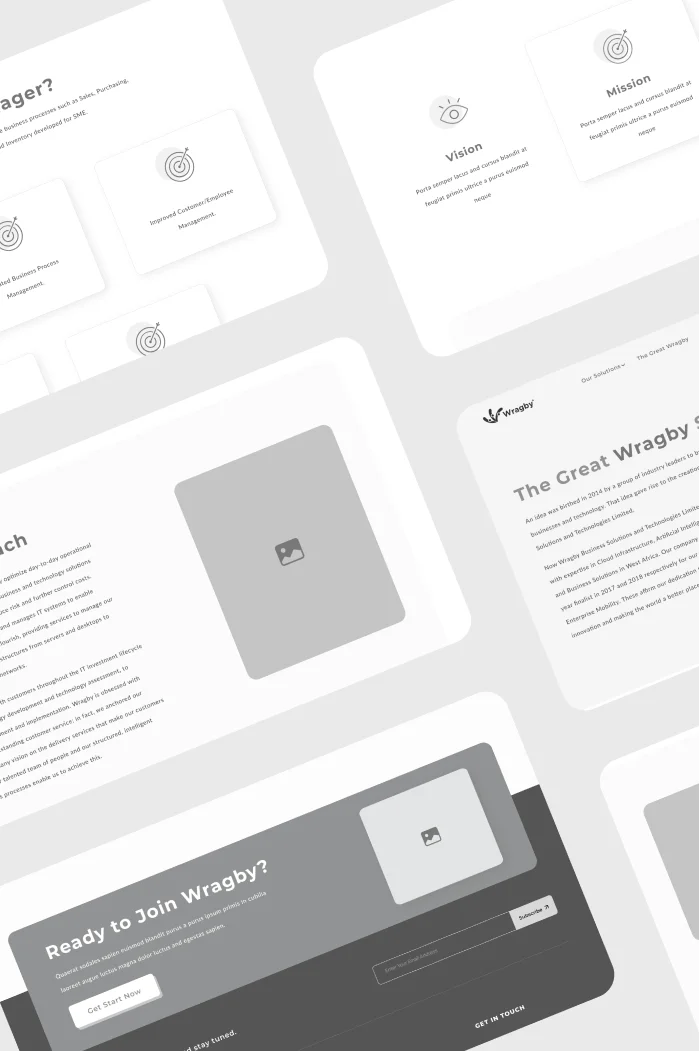 ager?
business processes such as Sales, Purchasing,
d inventory developed for SME.
Improved Customer/Employee
Management.
ated Business Process
Management.
Vision
Porta semper lacus and cursus blandit at
feugiat primis ultrice a purus euismod
neque
Mission
Porta semper lacus and cursus blandit at
feugiat primis ultrice a purus euismod
neque
Wragby
Our Solutions
The Great Wragby
The Great Wragby S
An idea was birthed in 2014 by a group of industry leaders to b
businesses and technology. That idea gave rise to the creation
Solutions and Technologies Limited.
Now Wragby Business Solutions and Technologies Limite
with expertise in Cloud Infrastructure, Artificial Intellig
and Business Solutions in West Africa. Our company
year finalist in 2017 and 2018 respectively for our
Enterprise Mobility. These affirm our dedication
innovation and making the world a better place
ach
y optimize day-to-day operational
usiness and technology solutions
uce risk and further control costs.
and manages IT systems to enable
ourish, providing services to manage our
structures from servers and desktops to
networks.
th customers throughout the IT investment lifecycle
gy development and technology assessment, to
ment and implementation. Wragby is obsessed with
standing customer service; in fact, we anchored our
any vision on the delivery services that make our customers
y talented team of people and our structured, intelligent
s processes enable us to achieve this.
Ready to Join Wragby?
Quaerat sodales sapien euismod blandit purus a purus ipsum primis in cubilia
laoreet augue luctus magna dolor luctus and egestas sapien.
Get Start Now
Enter Your Email Address
Subscribe
d stay tuned.
GET IN TOUCH